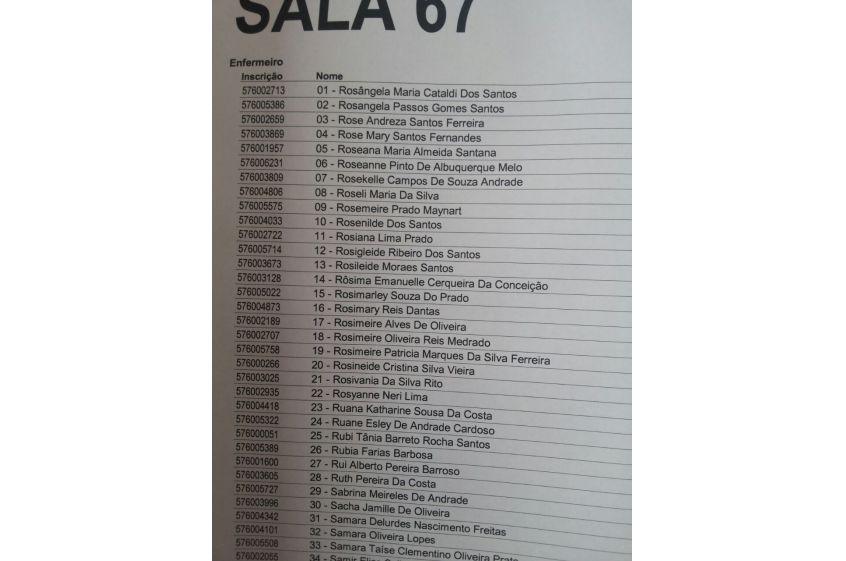 SALA 67
Enfermeiro
Inscrição Nome
576002713 01 - Rosângela Maria Cataldi Dos Santos
576005386 02 - Rosangela Passos Gomes Santos
576002659 03 - Rose Andreza Santos Ferreira
576003869 04 - Rose Mary Santos Fernandes
576001957 05 - Roseana Maria Almeida Santana
576006231 06 - Roseanne Pinto De Albuquerque Melo
576003809 07 - Rosekelle Campos De Souza Andrade
576004806 08 - Roseli Maria Da Silva
576005575 09 - Rosemeire Prado Maynart
576004033 10 - Rosenilde Dos Santos
576002722 11 - Rosiana Lima Prado
576005714 12 - Rosigleide Ribeiro Dos Santos
576003673 13 - Rosileide Moraes Santos
576003128 14 - Rôsima Emanuelle Cerqueira Da Conceição
576005022 15 - Rosimarley Souza Do Prado
576004873 16 - Rosimary Reis Dantas
576002189 17 - Rosimeire Alves De Oliveira
576002707 18 - Rosimeire Oliveira Reis Medrado
576005758 19 - Rosimeire Patricia Marques Da Silva Ferreira
576000266 20 - Rosineide Cristina Silva Vieira
576003025 21 - Rosivania Da Silva Rito
576002935 22 - Rosyanne Neri Lima
576004418 23 - Ruana Katharine Sousa Da Costa
576005322 24 - Ruane Esley De Andrade Cardoso
576000051 25 - Rubi Tânia Barreto Rocha Santos
576005389 26 - Rubia Farias Barbosa
576001600 27 - Rui Alberto Pereira Barroso
576003605 28 - Ruth Pereira Da Costa
576005727 29 - Sabrina Meireles De Andrade
576003996 30 - Sacha Jamille De Oliveira
576004342 31 - Samara Delurdes Nascimento Freitas
576004101 32 - Samara Oliveira Lopes
576005508 33 - Samara Taíse Clementino Oliveira Prate
576002055 34 - Samir